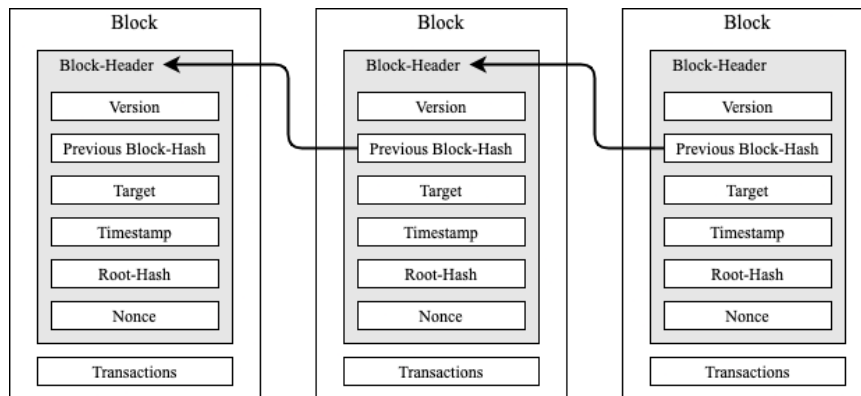 Block
Block-Header
Version
Previous Block-Hash
Target
Timestamp
Root-Hash
Nonce
Transactions
Block
Block-Header
Version
Previous Block-Hash
Target
Timestamp
Root-Hash
Nonce
Transactions
Block
Block-Header
Version
Previous Block-Hash
Target
Timestamp
Root-Hash
Nonce
Transactions